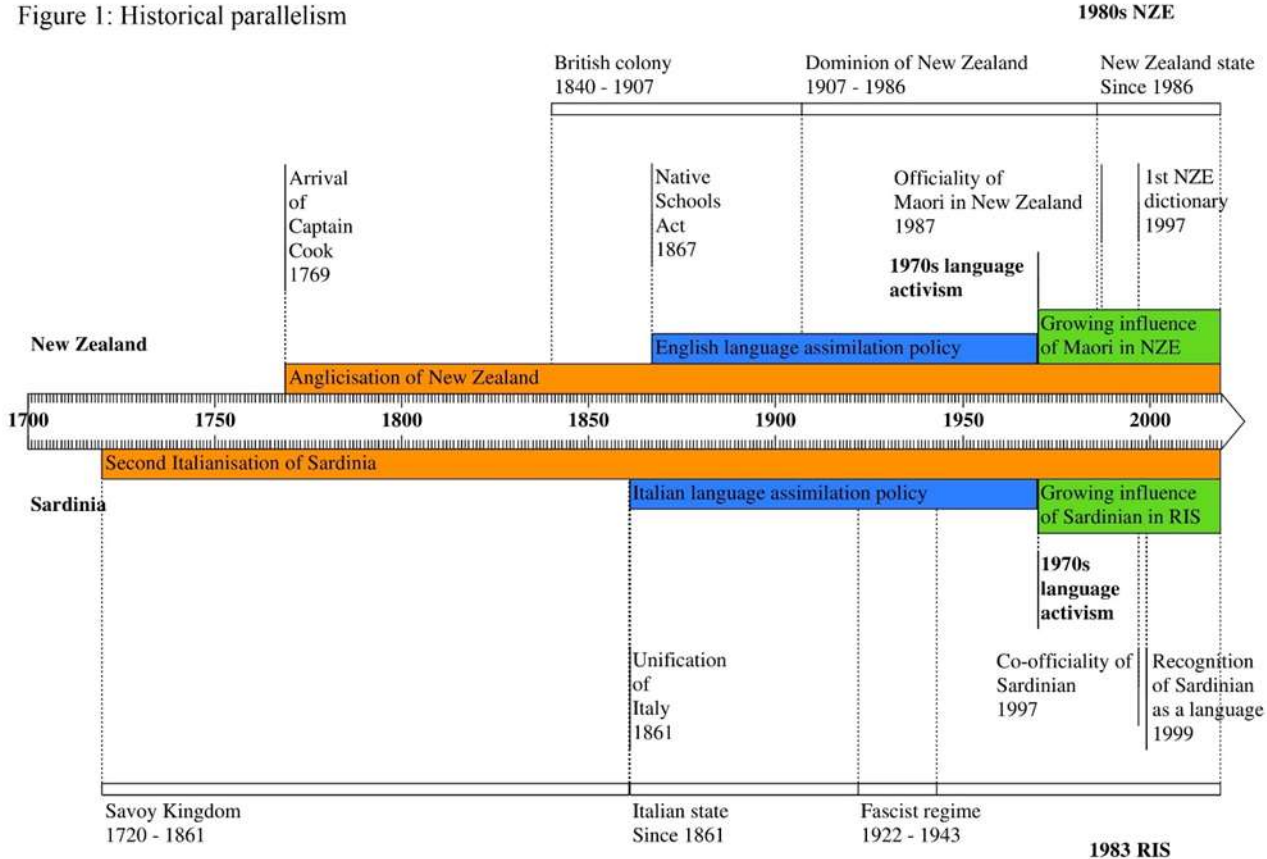 Figure 1: Historical parallelism
1980s NZE
British colony
1840 - 1907
Dominion of New Zealand
1907 - 1986
New Zealand state
Since 1986
Arrival
of
Captain
Cook
1769
Native
Schools
Act
1867
Officiality of
Maori in New Zealand
1987
1st NZE
dictionary
1997
1970s language
activism
New Zealand
English language assimilation policy
Growing influence
of Maori in NZE
Anglicisation of New Zealand
1700 1750 1800 1850 1900 1950 2000
Second Italianisation of Sardinia
Sardinia
Italian language assimilation policy
Growing influence
of Sardinian in RIS
1970s
language
activism
Unification
of
Italy
1861
Co-officiality of
Sardinian
1997
Recognition
of Sardinian
as a language
1999
Savoy Kingdom
1720 - 1861
Italian state
Since 1861
Fascist regime
1922 - 1943
1983 RIS